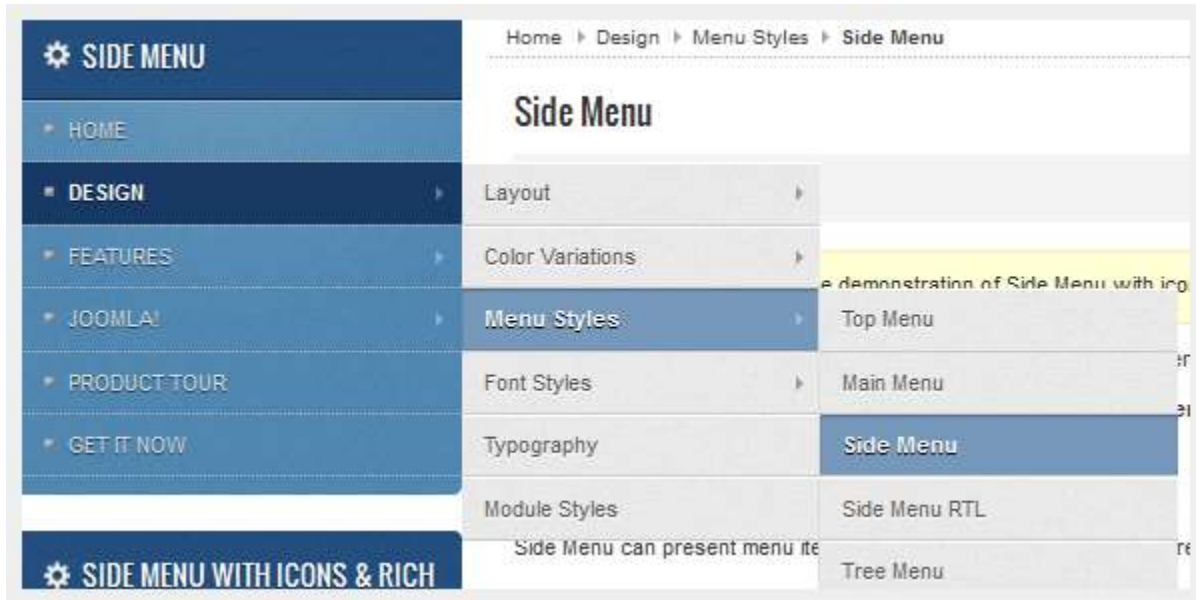 SIDE MENU
HOME
DESIGN
FEATURES
JOOMLA!
PRODUCT TOUR
GET IT NOW
SIDE MENU WITH ICONS & RICH
Home Design Menu Styles Side Menu
Side Menu
Layout
Color Variations
Menu Styles
Font Styles
Typography
Module Styles
demonstration of Side Menu with
Top Menu
Main Menu
Side Menu
Side Menu RTL
Tree Menu
Side Menu can present menu